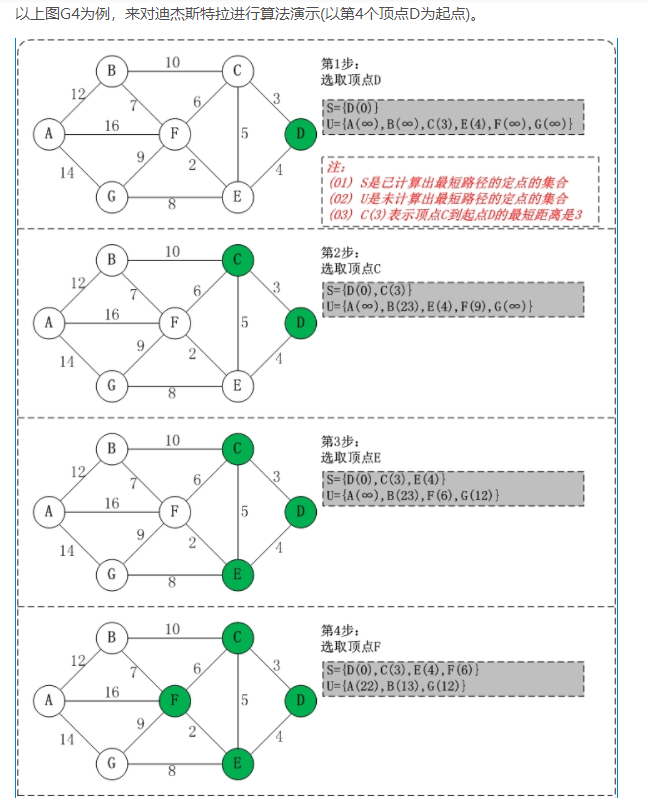 以上图G4为例，来对迪杰斯特拉进行算法演示(以第4个顶点D为起点)。
B 10 C
12 7 6 3
A 16 F 5 D
14 9 2 4
G 8 E
第1步:
选取顶点D
S={D(0)}
U={A(∞),B(∞),C(3),E(4),F(∞),G(∞)}
注:
(01) S是己计算出最短路径的定点的集合
(02) U是未计算出最短路径的定点的集合
(03) C(3)表示顶点C到起点D的最短距离是3
B 10 C
12 7 6 3
A 16 F 5 D
14 9 2 4
G 8 E
第2步:
选取顶点C
S={D(0),C(3)}
U={A(∞),B(23),E(4),F(9),G(∞)}
B 10 C
12 7 6 3
A 16 F 5 D
14 9 2 4
G 8 E
第3步:
选取顶点E
S={D(0),C(3),E(4)}
U={A(∞),B(23),F(6),G(12)}
B 10 C
12 7 6 3
A 16 F 5 D
14 9 2 4
G 8 E
第4步:
选取顶点F
S={D(0),C(3),E(4),F(6)}
U={A(22),B(13),G(12)}